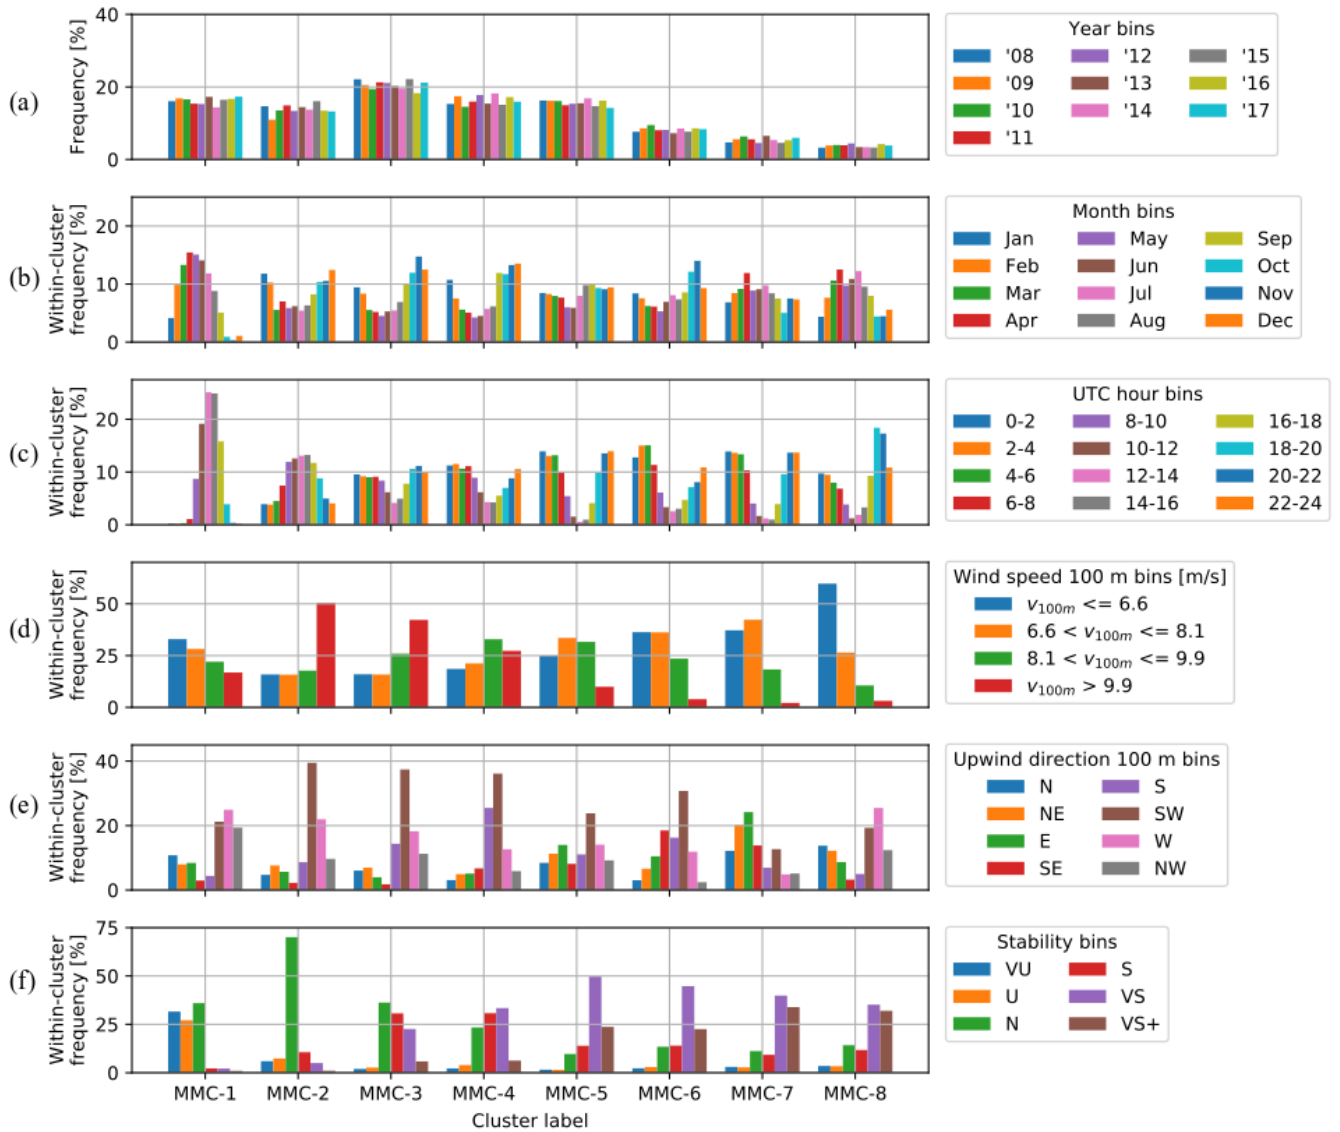 (a)
Frequency [%]
40
20
0
Year bins
'08
'09
'10
'11
'12
'13
'14
'15
'16
'17
(b)
Within-cluster
frequency [%]
20
10
0
Month bins
Jan
Feb
Mar
Apr
May
Jun
Jul
Aug
Sep
Oct
Nov
Dec
(c)
Within-cluster
frequency [%]
20
10
0
UTC hour bins
0-2
2-4
4-6
6-8
8-10
10-12
12-14
14-16
16-18
18-20
20-22
22-24
(d)
Within-cluster
frequency [%]
50
25
0
Wind speed 100 m bins [m/s]
v100m <= 6.6
6.6 < v100m <= 8.1
8.1 < v100m <= 9.9
v100m > 9.9
(e)
Within-cluster
frequency [%]
40
20
0
Upwind direction 100 m bins
N
NE
E
SE
S
SW
W
NW
(f)
Within-cluster
frequency [%]
75
50
25
0
Stability bins
VU
U
N
S
VS
VS+
MMC-1
MMC-2
MMC-3
MMC-4
MMC-5
MMC-6
MMC-7
MMC-8
Cluster label